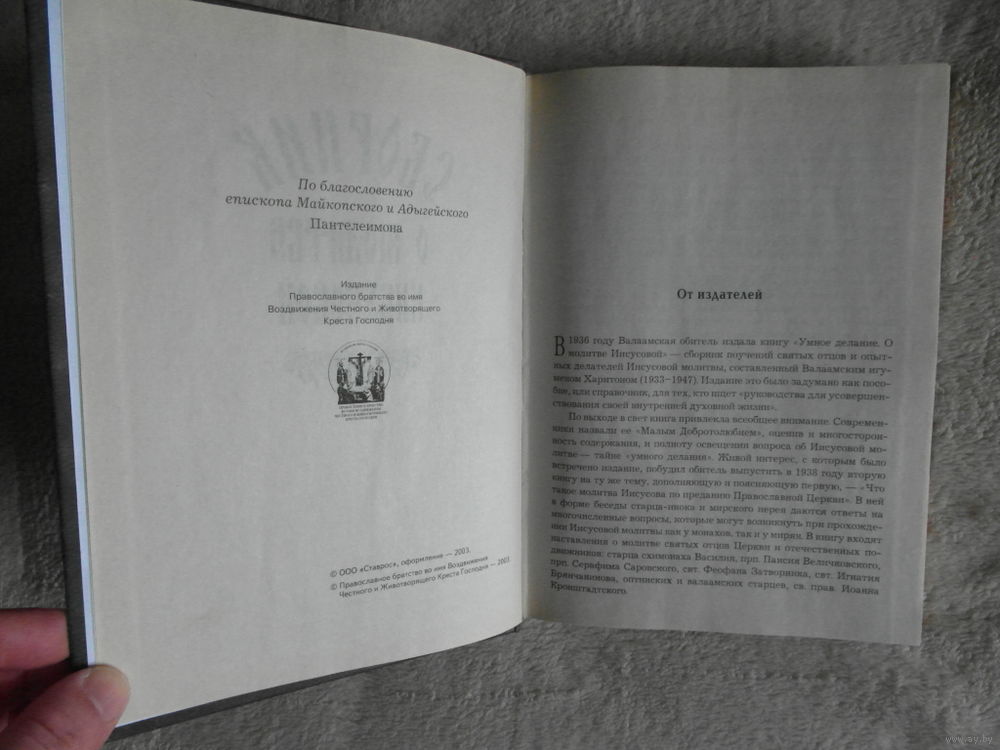 По благословению
епископа Майкопского и Адыгейского
Пантелеимона
Издание
Православного братства во имя
Воздвижения Честного и Животворящего
Креста Господня
© ООО «Ставрос», оформление — 2003.
© Православное братство во имя Воздвижения
Честного и Животворящего Креста Господня — 2003.
От издателей
В 1936 году Валаамская обитель издала книгу «Умное делание. О
молитве Иисусовой» — сборник поучений святых отцов и опыт-
ных делателей Иисусовой молитвы, составленный Валаамским игу-
меном Харитоном (1933–1947). Издание это было задумано как посо-
бие, или справочник, для тех, кто ищет «руководства для усовершен-
ствования своей внутренней духовной жизни».
По выходе в свет книга привлекла всеобщее внимание. Современ-
ники назвали ее «Малым Добротолюбием», оценив и многосторон-
ность содержания, и полноту освещения вопроса об Иисусовой мо-
литве — тайне «умного делания». Живой интерес, с которым было
встречено издание, побудил обитель выпустить в 1938 году вторую
книгу на ту же тему, дополняющую и поясняющую первую, — «Что
такое молитва Иисусова по преданию Православной Церкви». В ней
в форме беседы старца-инока и мирского иерея даются ответы на
многочисленные вопросы, которые могут возникнуть при прохожде-
нии Иисусовой молитвы как у монахов, так и у мирян. В книгу входят
наставления о молитве святых отцов Церкви и отечественных по-
движников: старца схимонаха Василия, прп. Паисия Величковского,
прп. Серафима Саровского, свт. Феофана Затворника, свт. Игнатия
Брянчанинова, оптинских и валаамских старцев, св. прав. Иоанна
Кронштадтского.
www.ay.by